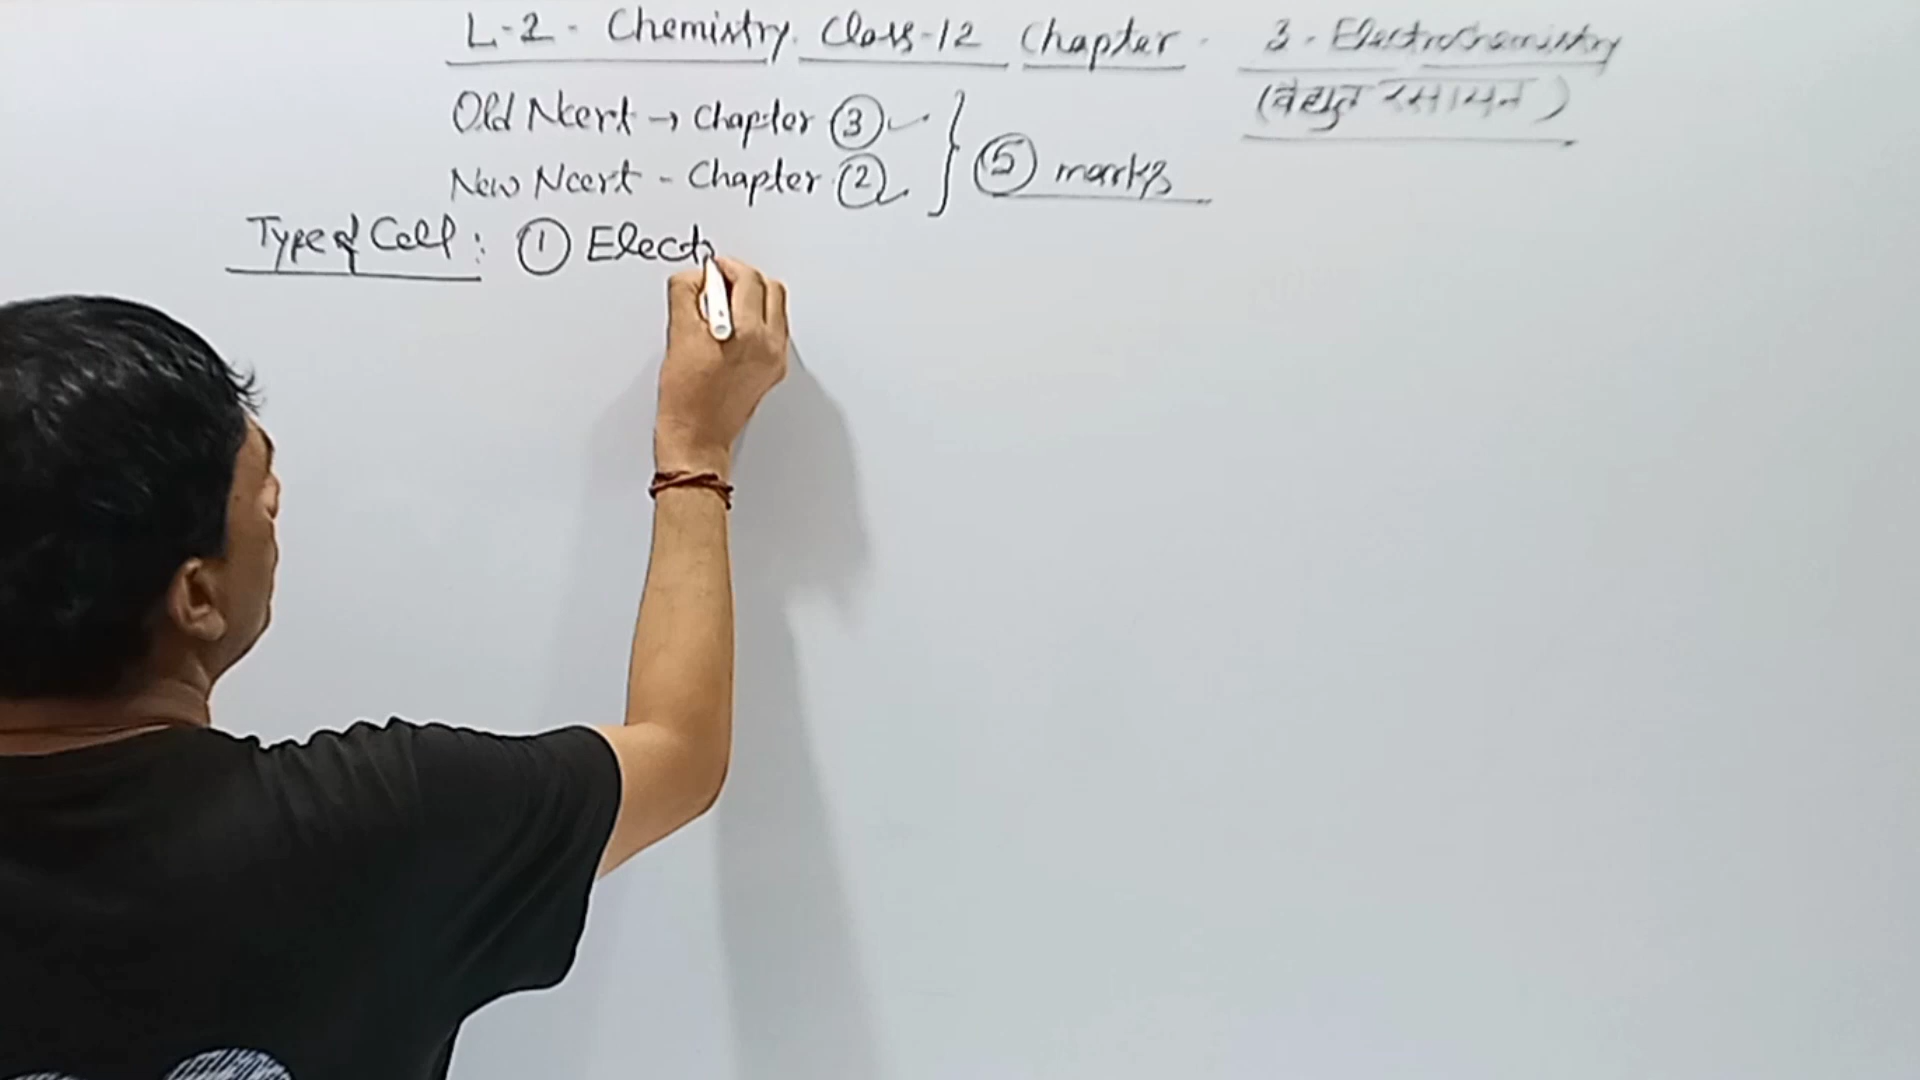 L-2 - Chemistry. Class-12 Chapter - 3 - Electrochemistry
(वैद्युत रसायन)
Old Ncert → Chapter ③
New Ncert - Chapter ② } ⑤ marks
Type of Cell : ① Electr